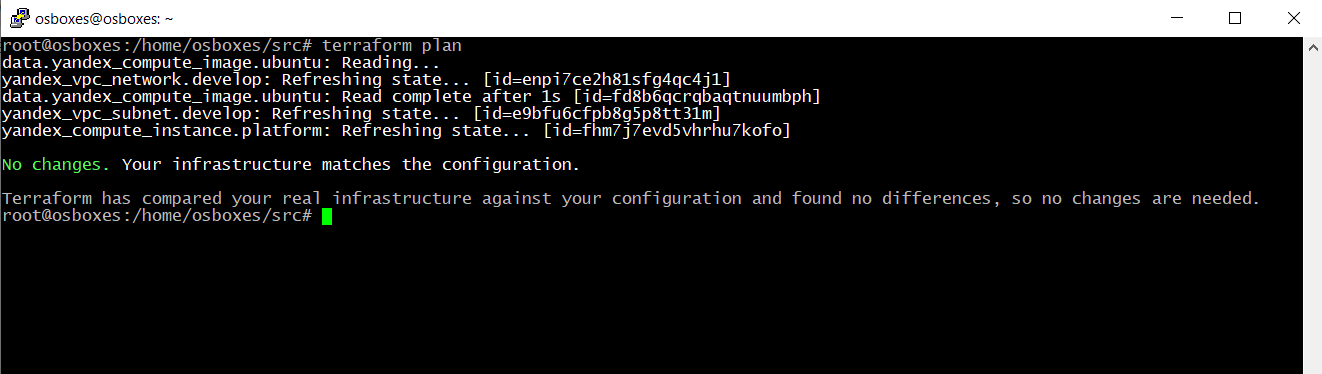 osboxes@osboxes: ~
root@osboxes:/home/osboxes/src# terraform plan
data.yandex_compute_image.ubuntu: Reading...
yandex_vpc_network.develop: Refreshing state... [id=enpi7ce2h81sfg4qc4j1]
data.yandex_compute_image.ubuntu: Read complete after 1s [id=fd8b6qcrqbaqtnuumbph]
yandex_vpc_subnet.develop: Refreshing state... [id=e9bfu6cfpb8g5p8tt31m]
yandex_compute_instance.platform: Refreshing state... [id=fhm7j7evd5vhrhu7kofo]
No changes. Your infrastructure matches the configuration.
Terraform has compared your real infrastructure against your configuration and found no differences, so no changes are needed.
root@osboxes:/home/osboxes/src#